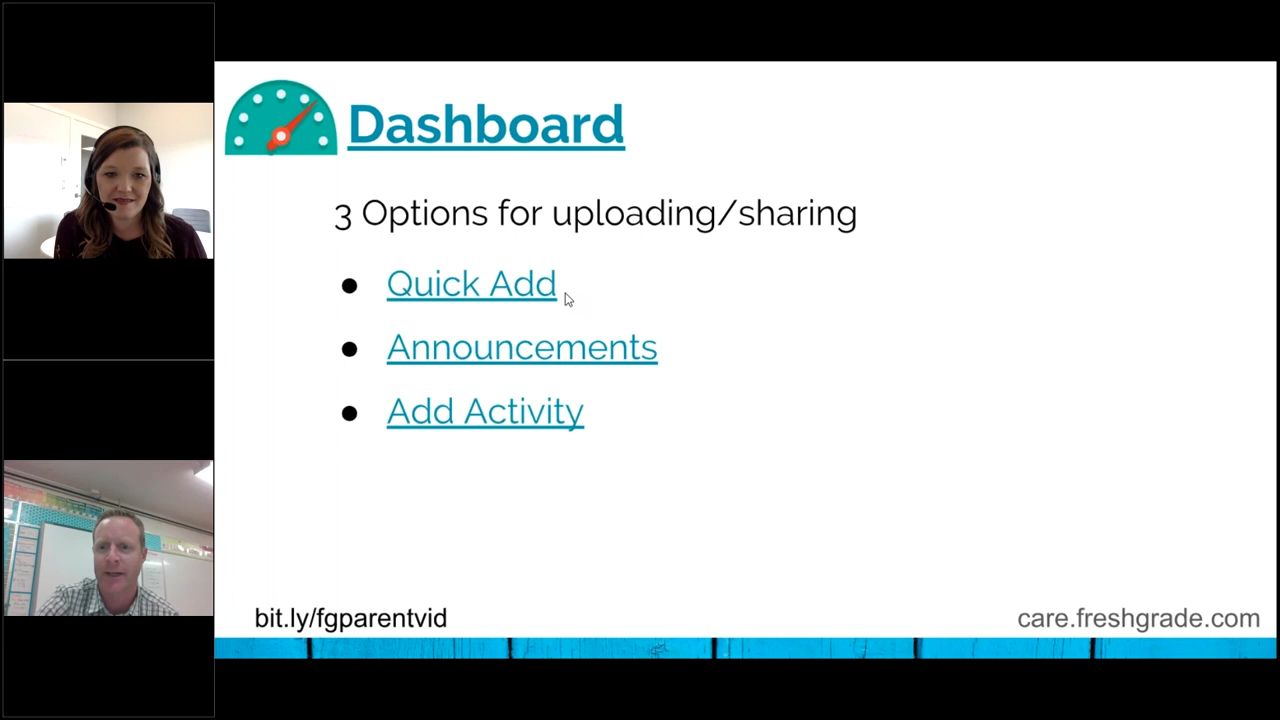 Dashboard
3 Options for uploading/sharing
● Quick Add
● Announcements
● Add Activity
bit.ly/fgparentvid
care.freshgrade.com